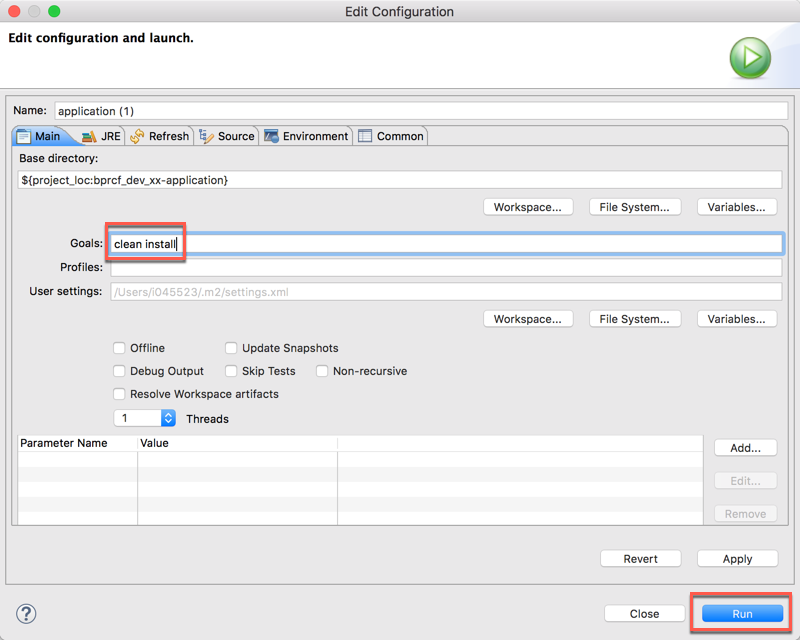 Edit Configuration
Edit configuration and launch.
Name: application (1)
Main JRE Refresh Source Environment Common
Base directory:
${project_loc:bprcf_dev_xx-application}
Workspace... File System... Variables...
Goals: clean install
Profiles:
User settings: /Users/i045523/.m2/settings.xml
Workspace... File System... Variables...
Offline Update Snapshots
Debug Output Skip Tests Non-recursive
Resolve Workspace artifacts
1 Threads
Parameter Name Value
Add...
Edit...
Remove
Revert Apply
? Close Run